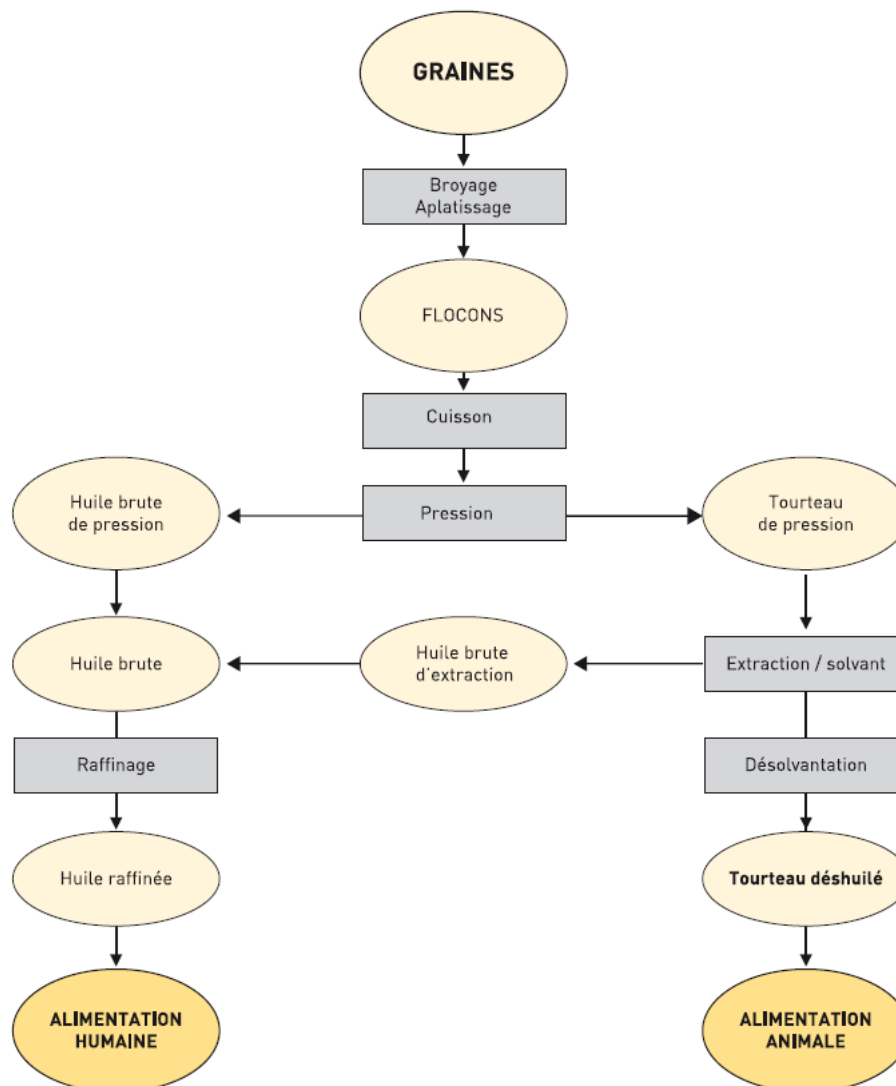 GRAINES
Broyage
Aplatissage
FLOCONS
Cuisson
Huile brute
de pression
Pression
Tourteau
de pression
Huile brute
Huile brute
d'extraction
Extraction / solvant
Raffinage
Désolvantation
Huile raffinée
Tourteau déshuilé
ALIMENTATION
HUMAINE
ALIMENTATION
ANIMALE